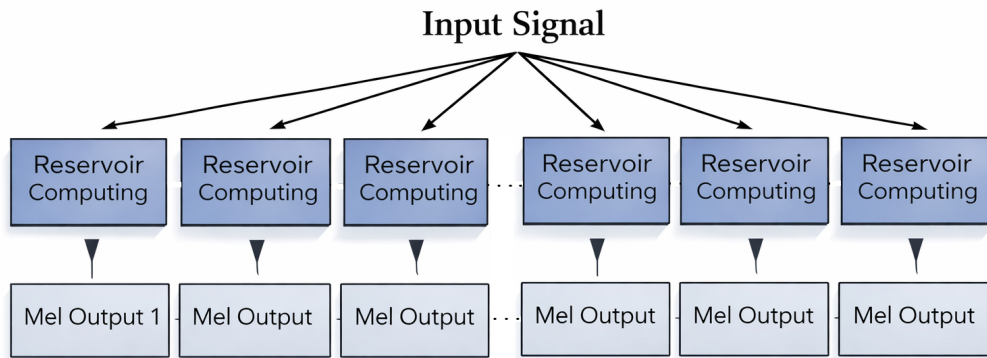 Input Signal
Reservoir Computing
Reservoir Computing
Reservoir Computing
...
Reservoir Computing
Reservoir Computing
Reservoir Computing
Mel Output 1
Mel Output
Mel Output
...
Mel Output
Mel Output
Mel Output